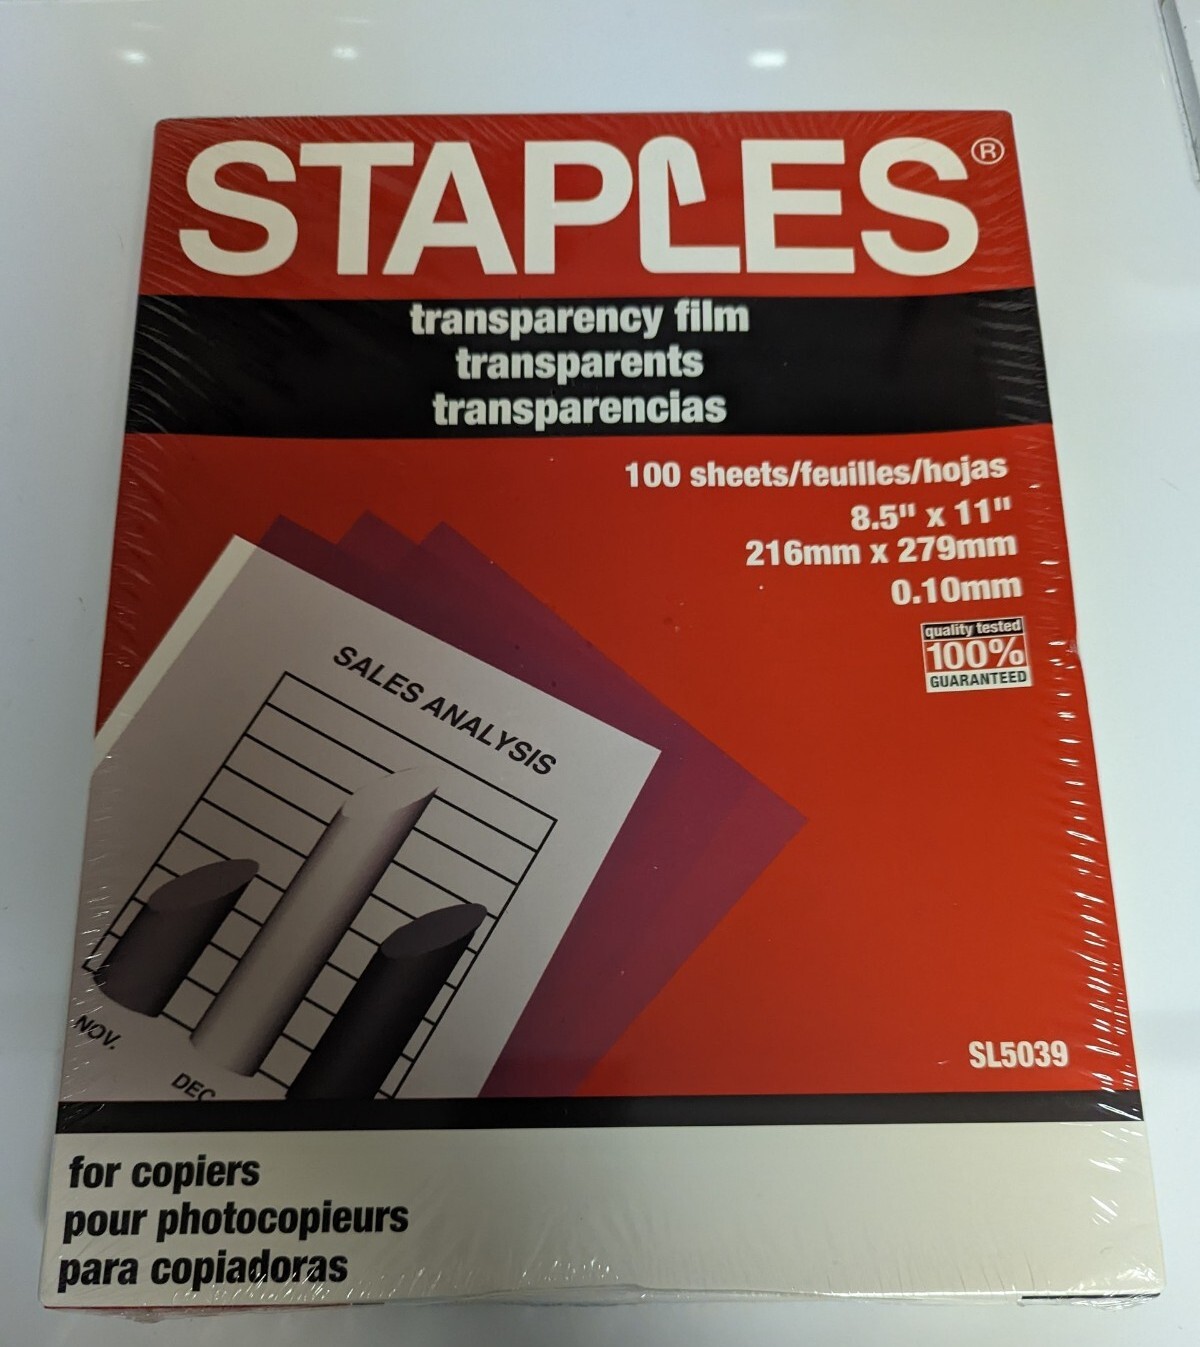 STAPLES®
transparency film
transparents
transparencias
100 sheets/feuilles/hojas
8.5" x 11"
216mm x 279mm
0.10mm
quality tested
100%
GUARANTEED
SALES ANALYSIS
NOV.
DEC
SL5039
for copiers
pour photocopieurs
para copiadoras